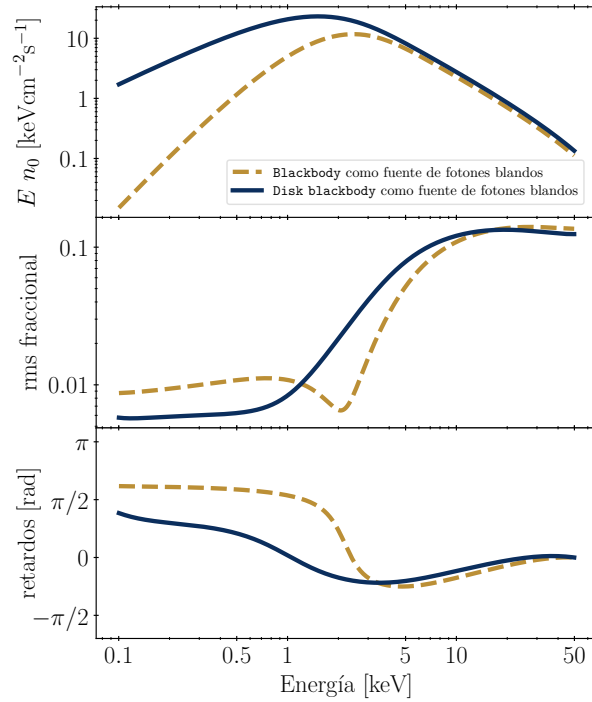 E n₀ [keVcm⁻²s⁻¹]
10
1
0.1
Blackbody como fuente de fotones blandos
Disk blackbody como fuente de fotones blandos
rms fraccional
0.1
0.01
retardos [rad]
π
π/2
0
−π/2
0.1 0.5 1 5 10 50
Energía [keV]